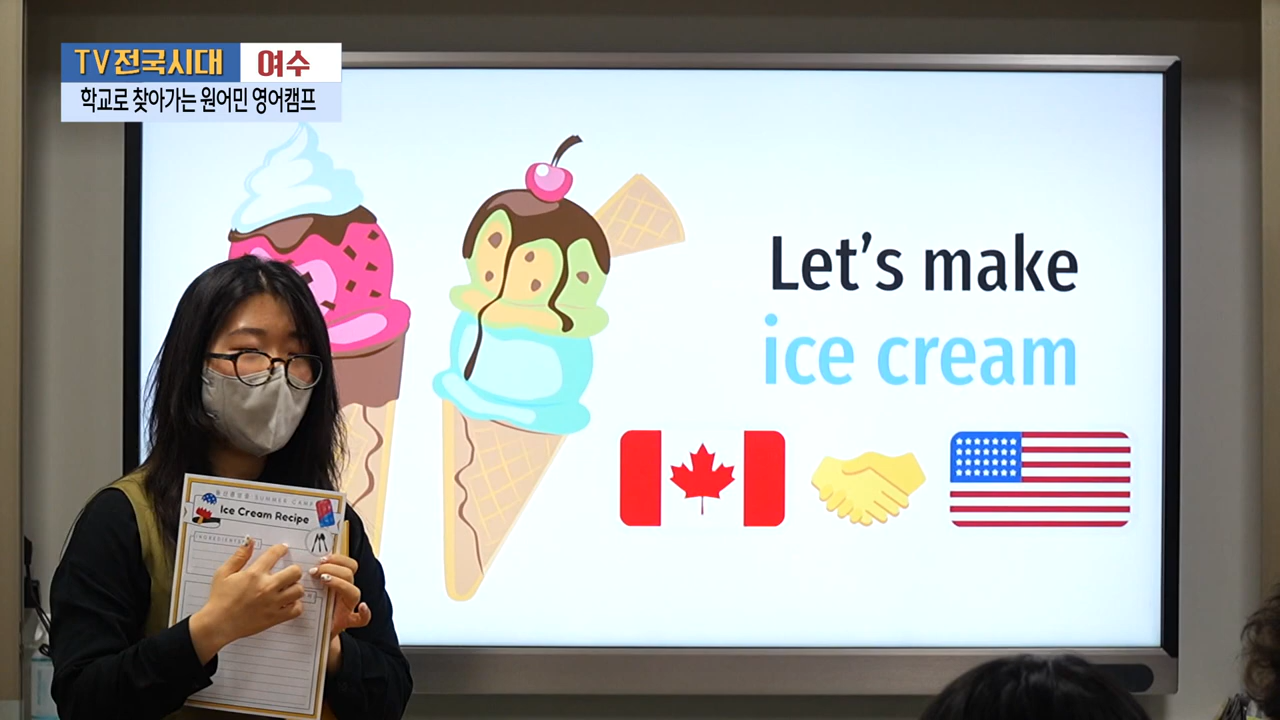 TV전국시대 여수
학교로 찾아가는 원어민 영어캠프
Let's make
ice cream
SUMMER CAMP
Ice Cream Recipe
INGREDIENTS